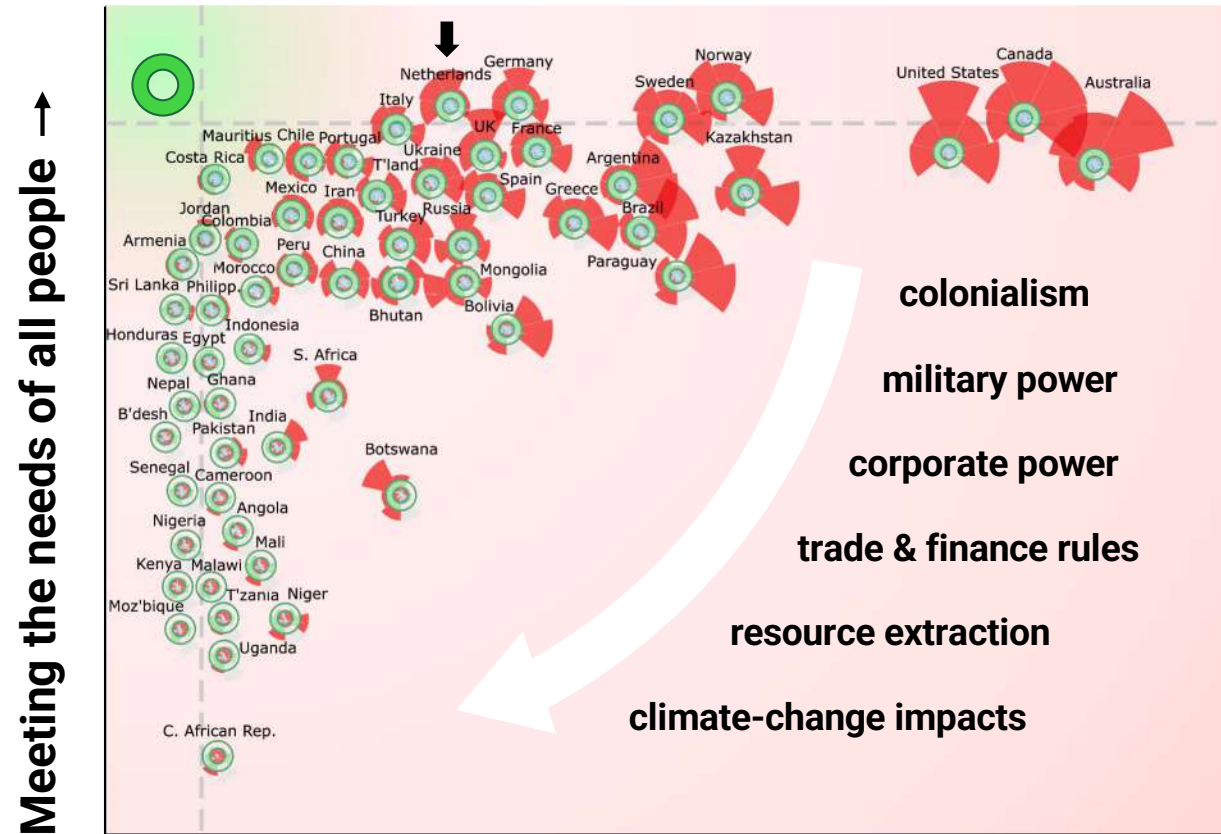 Meeting the needs of all people →
Norway
Canada
Germany
Netherlands
Sweden
United States
Australia
Italy
Mauritius
Chile
Portugal
Ukraine
UK
France
Kazakhstan
Costa Rica
T'land
Argentina
Mexico
Iran
Spain
Greece
Jordan
Colombia
Turkey
Russia
Brazil
Armenia
Morocco
Peru
China
Mongolia
Paraguay
Sri Lanka
Philipp.
Bhutan
Bolivia
Honduras
Egypt
Indonesia
S. Africa
Nepal
Ghana
B'desh
Pakistan
India
Botswana
Senegal
Cameroon
Angola
Nigeria
Mali
Kenya
Malawi
Moz'bique
T'zania
Niger
Uganda
C. African Rep.
colonialism
military power
corporate power
trade & finance rules
resource extraction
climate-change impacts